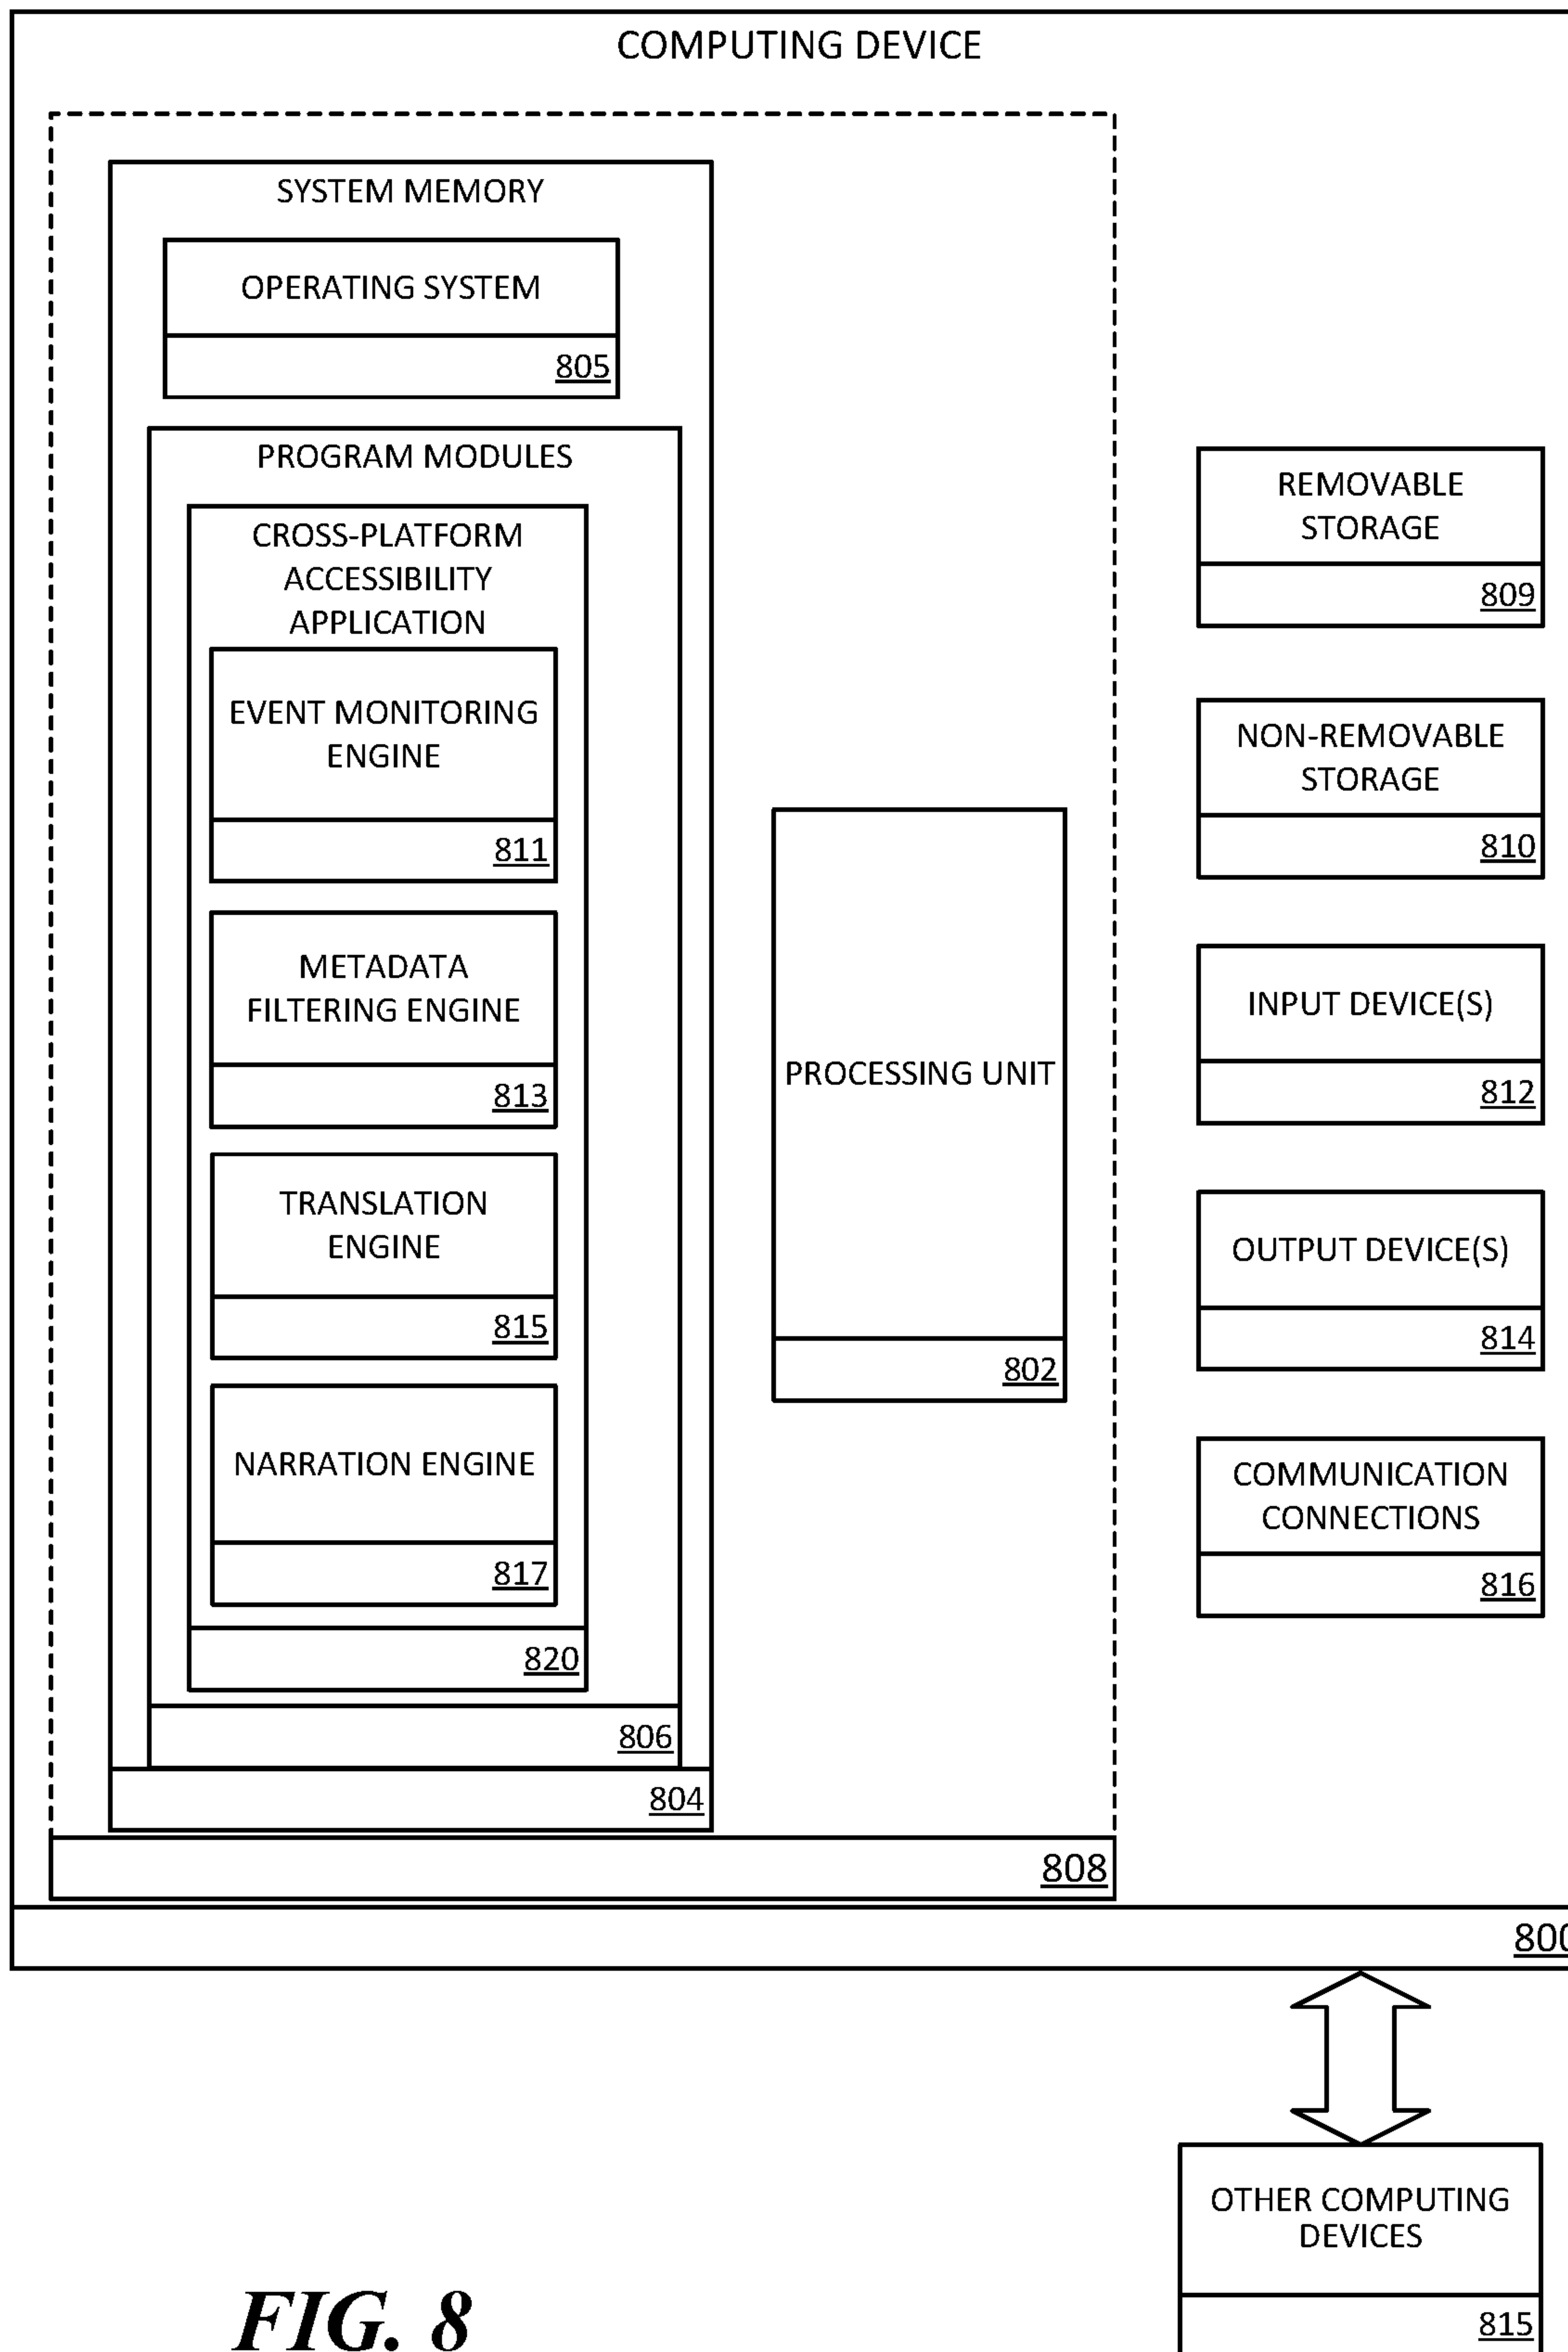 COMPUTING DEVICE
SYSTEM MEMORY
OPERATING SYSTEM
805
PROGRAM MODULES
CROSS-PLATFORM
ACCESSIBILITY
APPLICATION
EVENT MONITORING
ENGINE
811
METADATA
FILTERING ENGINE
813
TRANSLATION
ENGINE
815
NARRATION ENGINE
817
820
806
804
PROCESSING UNIT
802
808
REMOVABLE
STORAGE
809
NON-REMOVABLE
STORAGE
810
INPUT DEVICE(S)
812
OUTPUT DEVICE(S)
814
COMMUNICATION
CONNECTIONS
816
800
OTHER COMPUTING
DEVICES
815
FIG. 8